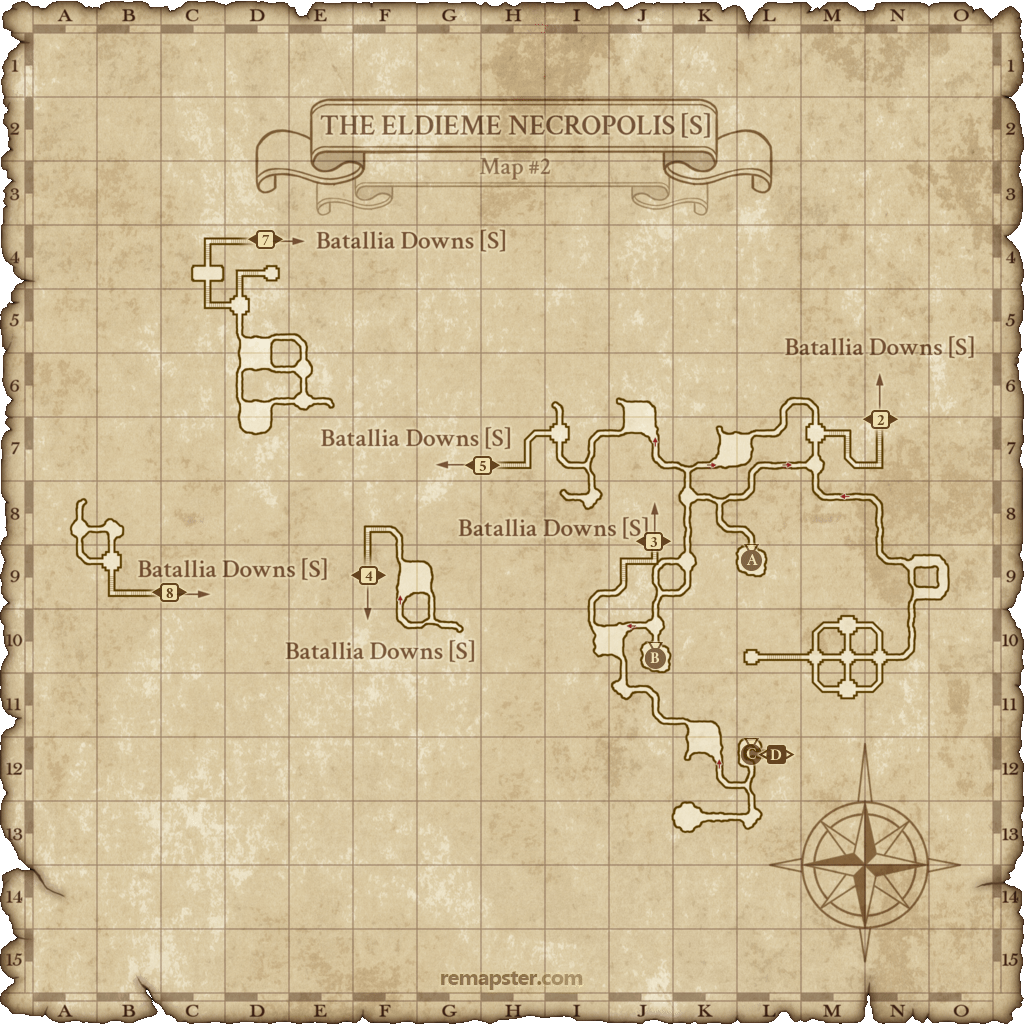 A B C D E F G H I J K L M N O
1 1
THE ELDIEME NECROPOLIS [S]
2 2
Map #2
3 3
7 Batallia Downs [S]
4 4
5 5
Batallia Downs [S]
6 6
2
Batallia Downs [S]
7 7
5
8 8
Batallia Downs [S]
3
A
Batallia Downs [S]
4
9 9
8
10 10
Batallia Downs [S]
B
11 11
C D
12 12
13 13
14 14
15 15
remapster.com
A B C D E F G H I J K L M N O